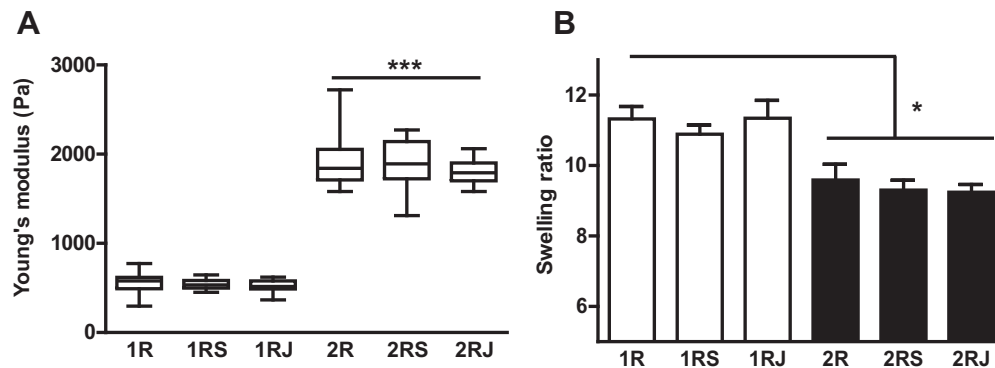 A
Young's modulus (Pa)
3000
2000
1000
0
***
1R 1RS 1RJ 2R 2RS 2RJ
B
Swelling ratio
12
10
8
6
*
1R 1RS 1RJ 2R 2RS 2RJ